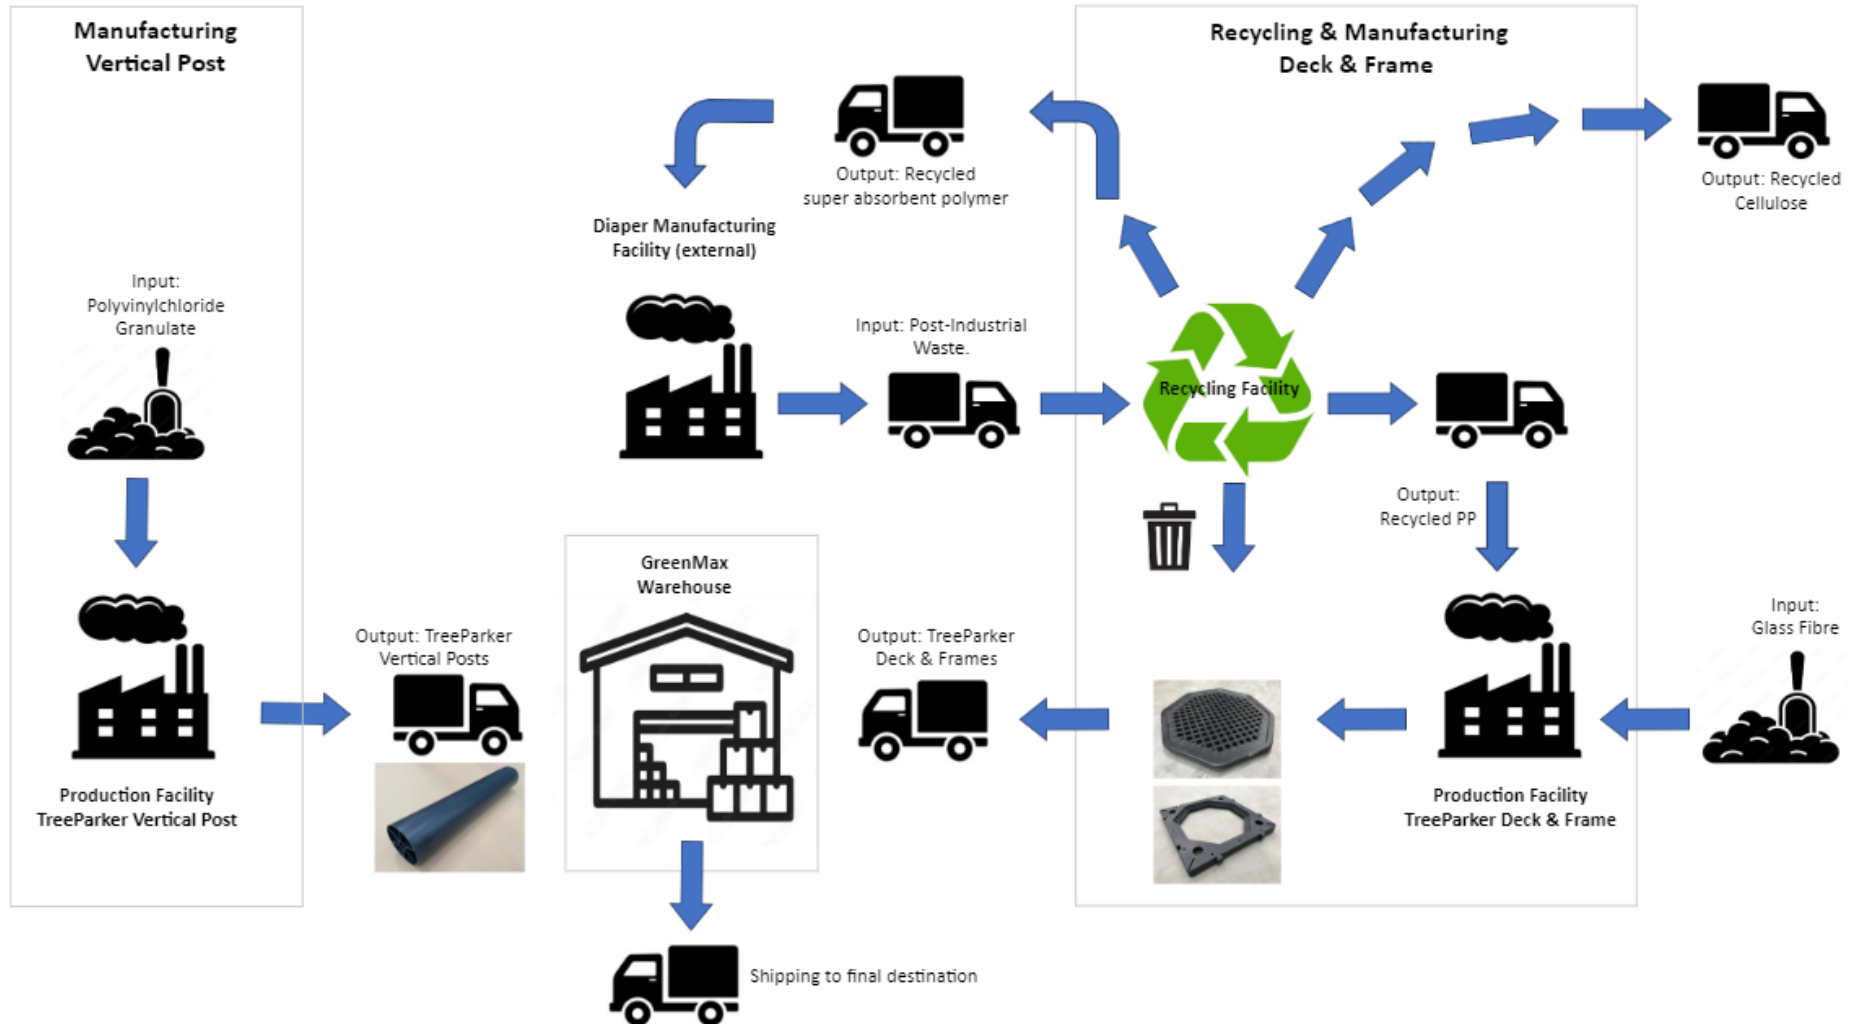 Manufacturing
Vertical Post
Recycling & Manufacturing
Deck & Frame
Output: Recycled
super absorbent polymer
Output: Recycled
Cellulose
Diaper Manufacturing
Facility (external)
Input:
Polyvinylchloride
Granulate
Input: Post-Industrial
Waste.
Recycling Facility
Output:
Recycled PP
GreenMax
Warehouse
Input:
Glass Fibre
Output: TreeParker
Vertical Posts
Output: TreeParker
Deck & Frames
Production Facility
TreeParker Vertical Post
Production Facility
TreeParker Deck & Frame
Shipping to final destination